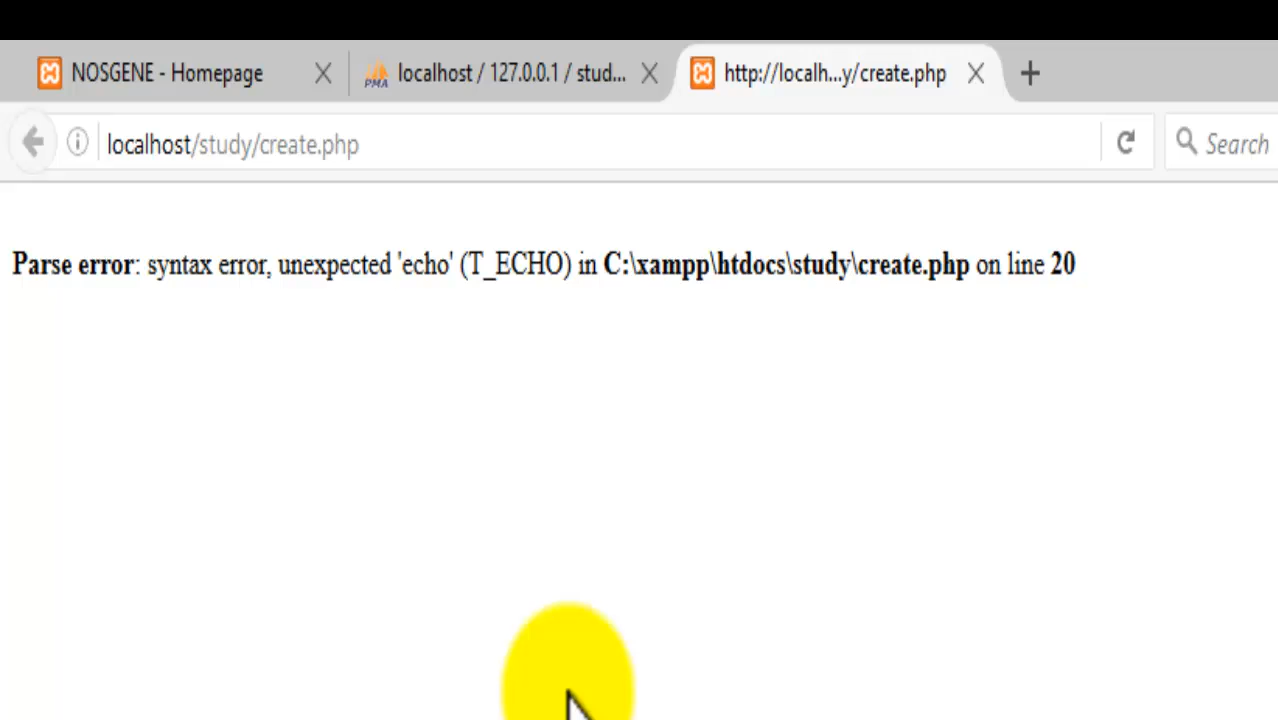 NOSGENE - Homepage
localhost / 127.0.0.1 / stud...
http://localh...y/create.php
PMA
localhost/study/create.php
Search
Parse error: syntax error, unexpected 'echo' (T_ECHO) in C:\xampp\htdocs\study\create.php on line 20